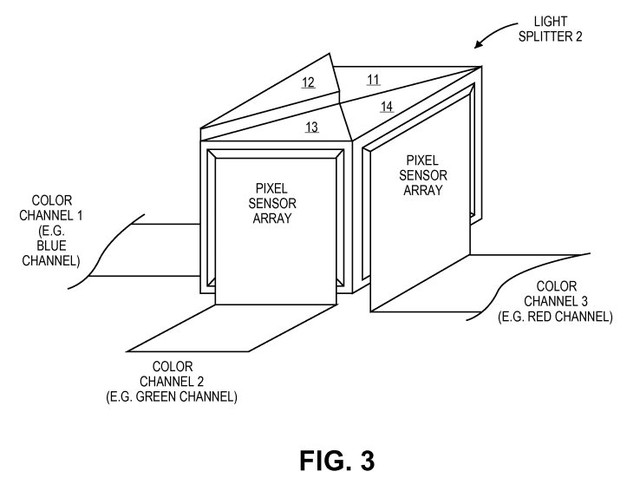 LIGHT
SPLITTER 2
12
11
14
13
PIXEL
SENSOR
ARRAY
PIXEL
SENSOR
ARRAY
COLOR
CHANNEL 1
(E.G.
BLUE
CHANNEL)
COLOR
CHANNEL 3
(E.G. RED CHANNEL)
COLOR
CHANNEL 2
(E.G. GREEN CHANNEL)
FIG. 3